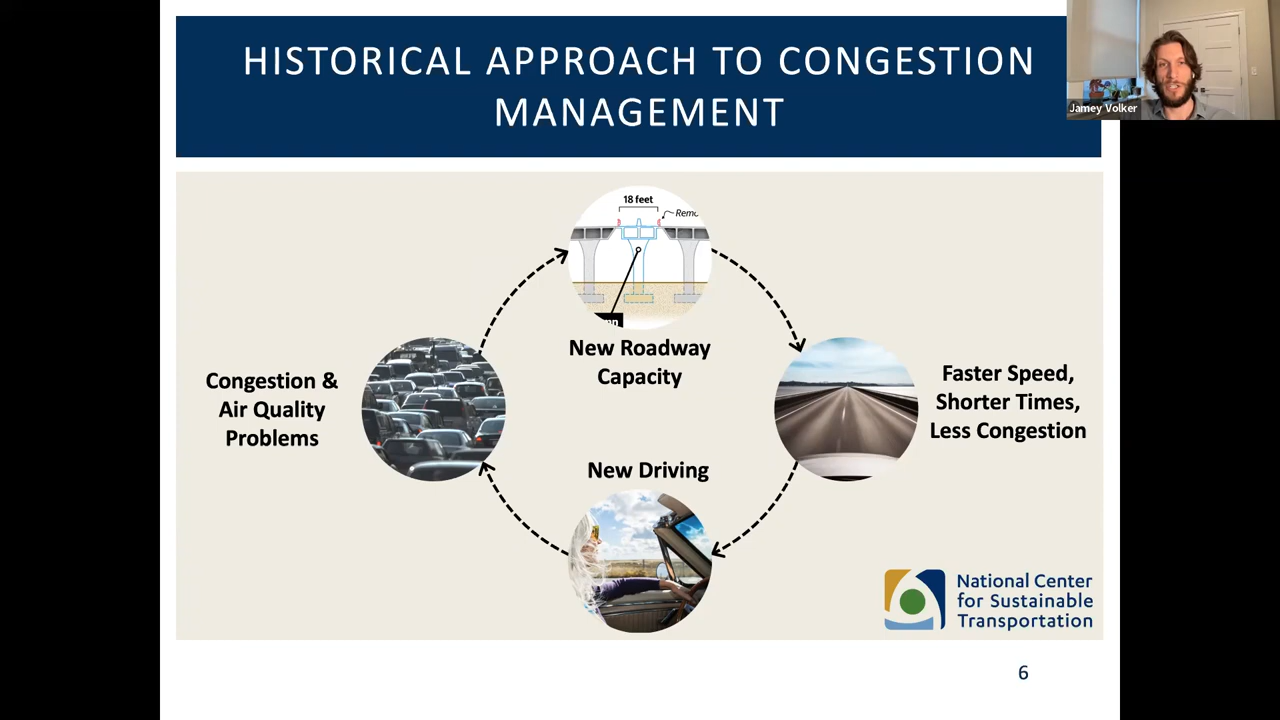 HISTORICAL APPROACH TO CONGESTION
MANAGEMENT
Jamey Volker
18 feet
New Roadway
Capacity
Congestion &
Air Quality
Problems
Faster Speed,
Shorter Times,
Less Congestion
New Driving
National Center
for Sustainable
Transportation
6